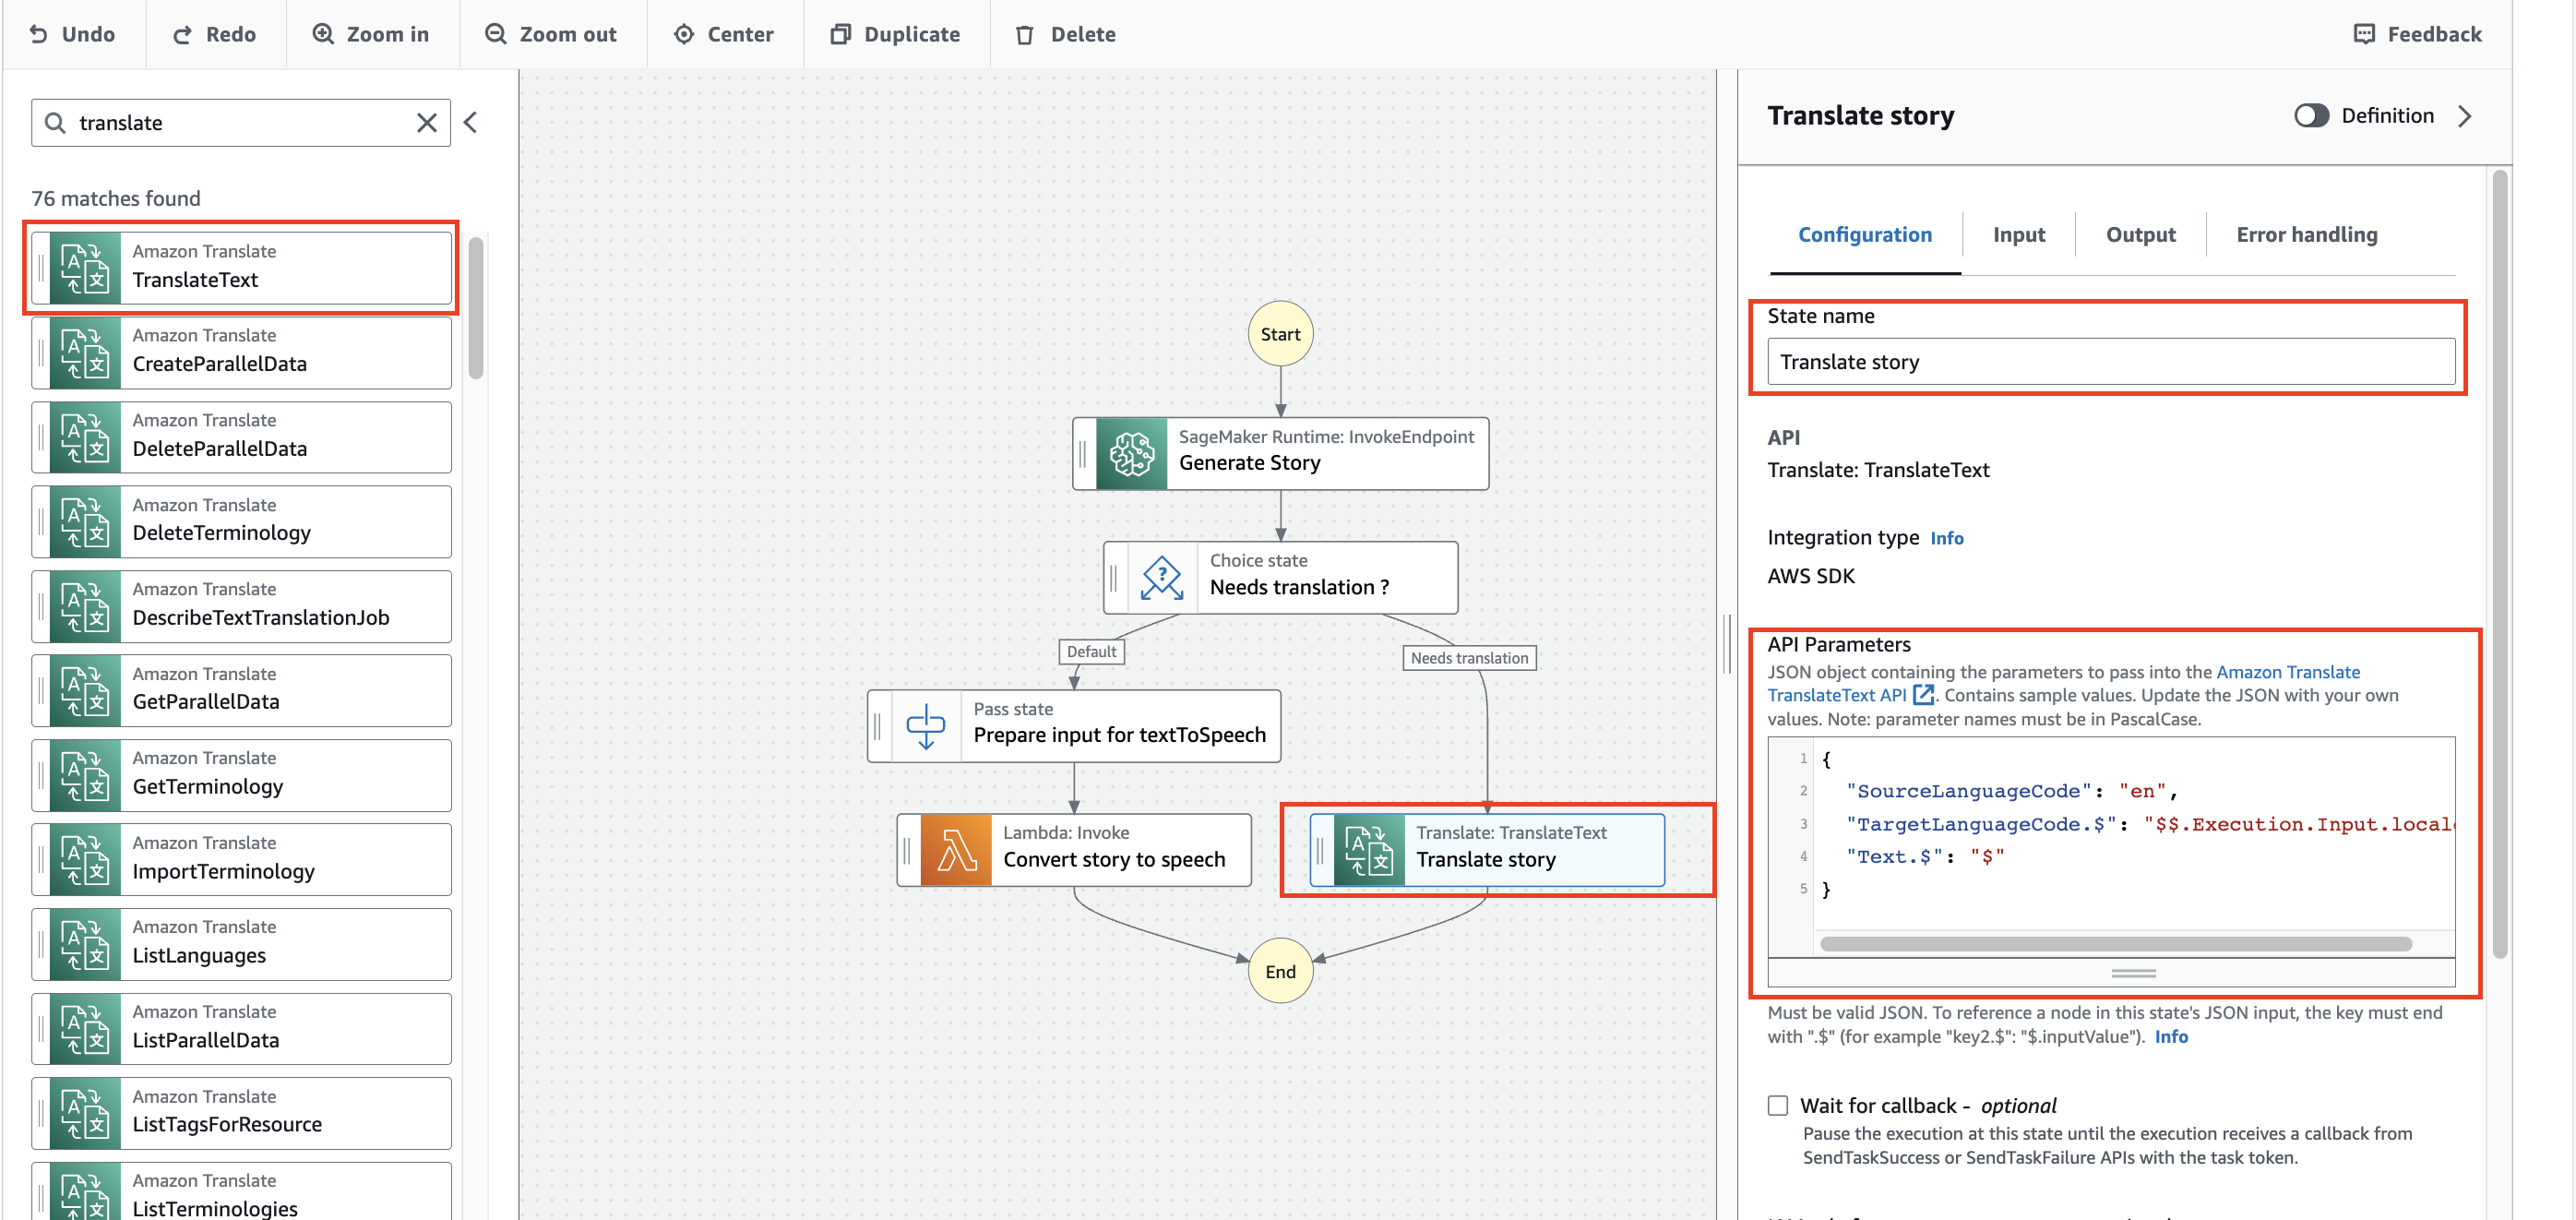 Undo
Redo
Zoom in
Zoom out
Center
Duplicate
Delete
Feedback
translate
76 matches found
Amazon Translate
TranslateText
Amazon Translate
CreateParallelData
Amazon Translate
DeleteParallelData
Amazon Translate
DeleteTerminology
Amazon Translate
DescribeTextTranslationJob
Amazon Translate
GetParallelData
Amazon Translate
GetTerminology
Amazon Translate
ImportTerminology
Amazon Translate
ListLanguages
Amazon Translate
ListParallelData
Amazon Translate
ListTagsForResource
Amazon Translate
ListTerminologies
Start
SageMaker Runtime: InvokeEndpoint
Generate Story
Choice state
Needs translation ?
Default
Needs translation
Pass state
Prepare input for textToSpeech
Lambda: Invoke
Convert story to speech
Translate: TranslateText
Translate story
End
Translate story
Definition
Configuration
Input
Output
Error handling
State name
Translate story
API
Translate: TranslateText
Integration type Info
AWS SDK
API Parameters
JSON object containing the parameters to pass into the Amazon Translate
TranslateText API . Contains sample values. Update the JSON with your own
values. Note: parameter names must be in PascalCase.
1 {
2 "SourceLanguageCode": "en",
3 "TargetLanguageCode.$": "$$.Execution.Input.local
4 "Text.$": "$"
5 }
Must be valid JSON. To reference a node in this state's JSON input, the key must end
with ".$" (for example "key2.$": "$.inputValue"). Info
Wait for callback - optional
Pause the execution at this state until the execution receives a callback from
SendTaskSuccess or SendTaskFailure APIs with the task token.